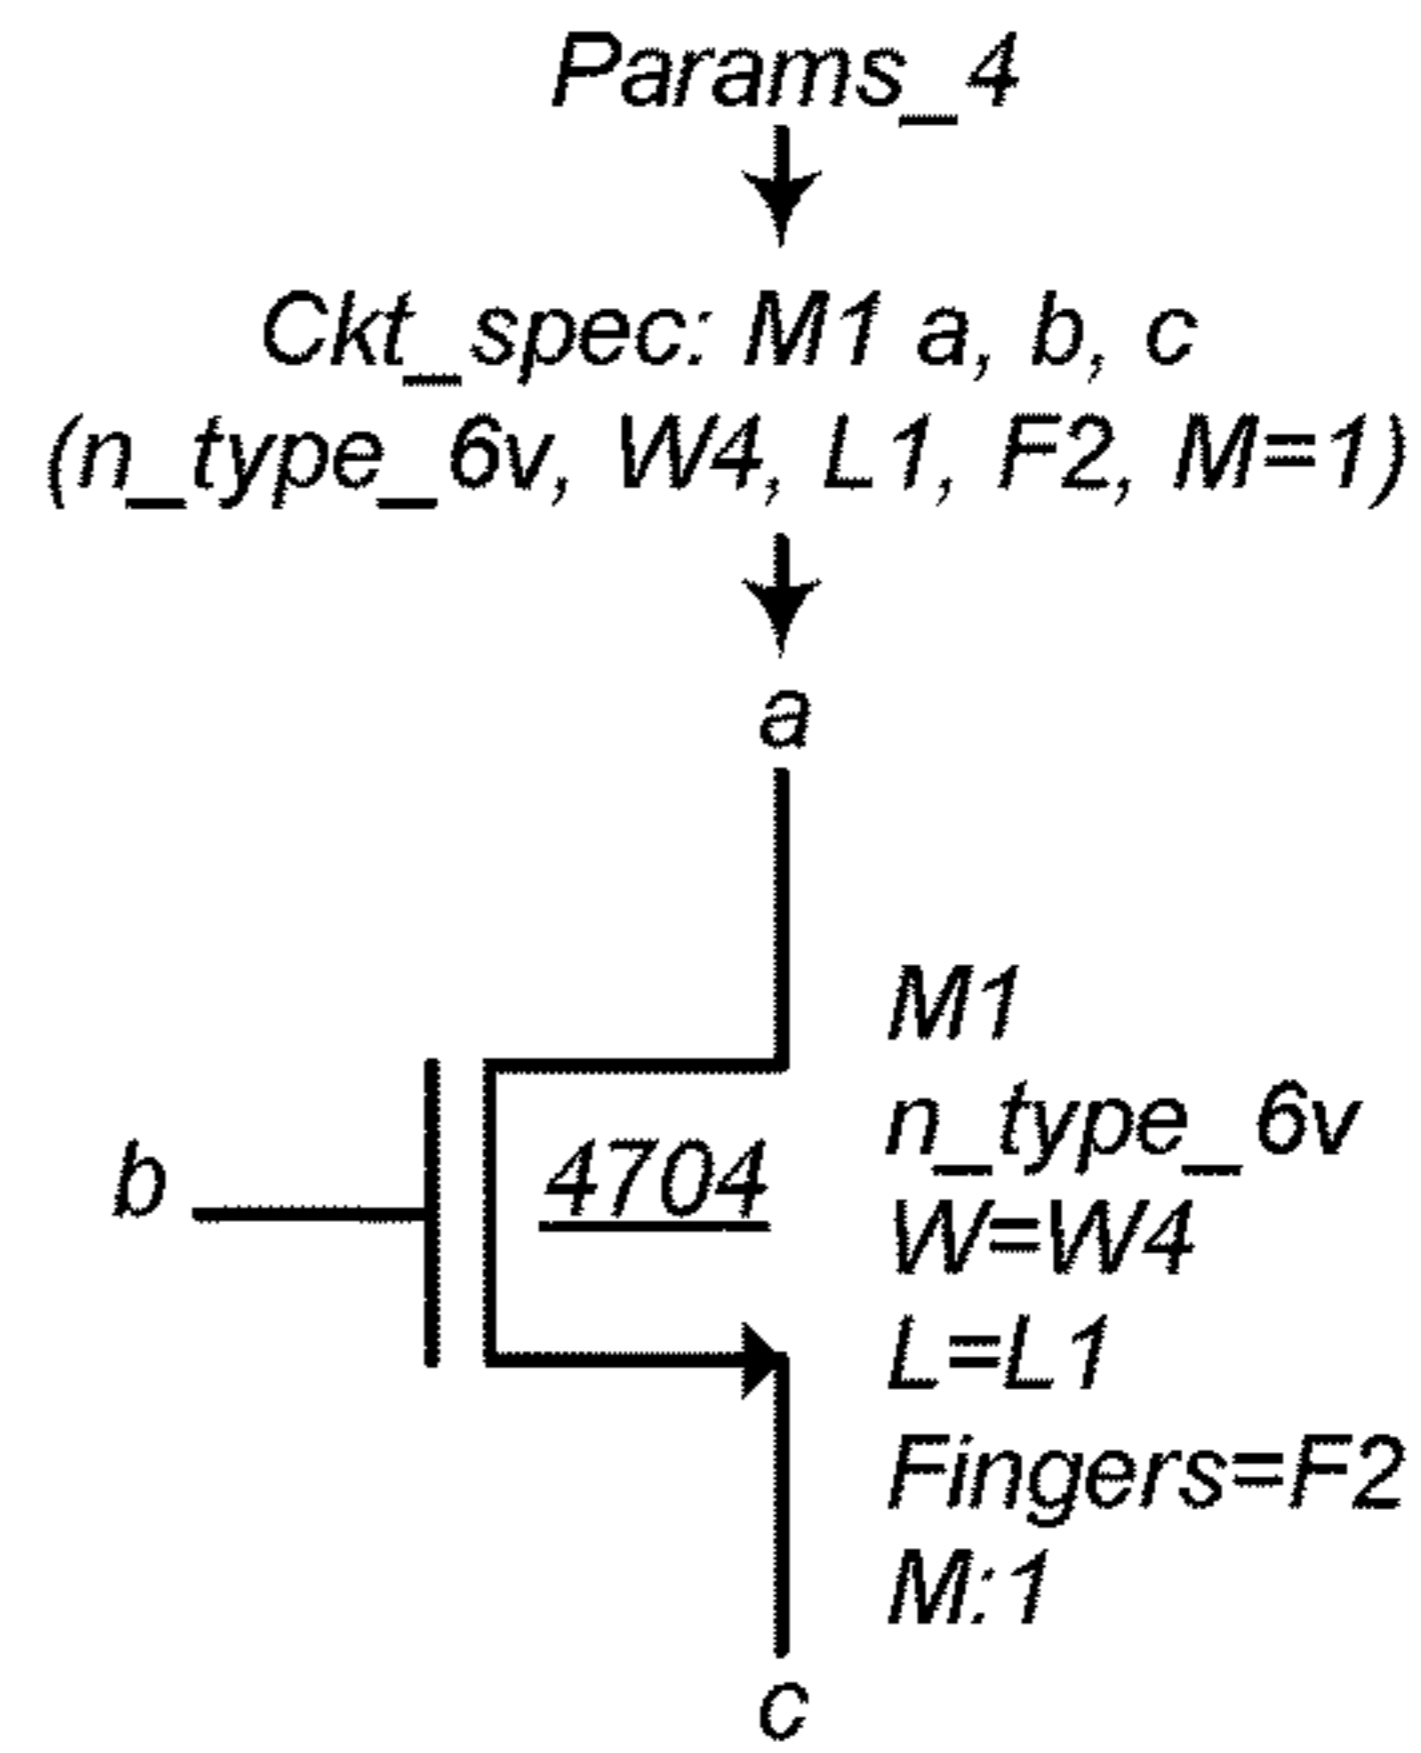 Params_4
Ckt_spec: M1 a, b, c
(n_type_6v, W4, L1, F2, M=1)
a
M1
n_type_6v
b
4704
W=W4
L=L1
Fingers=F2
M:1
c